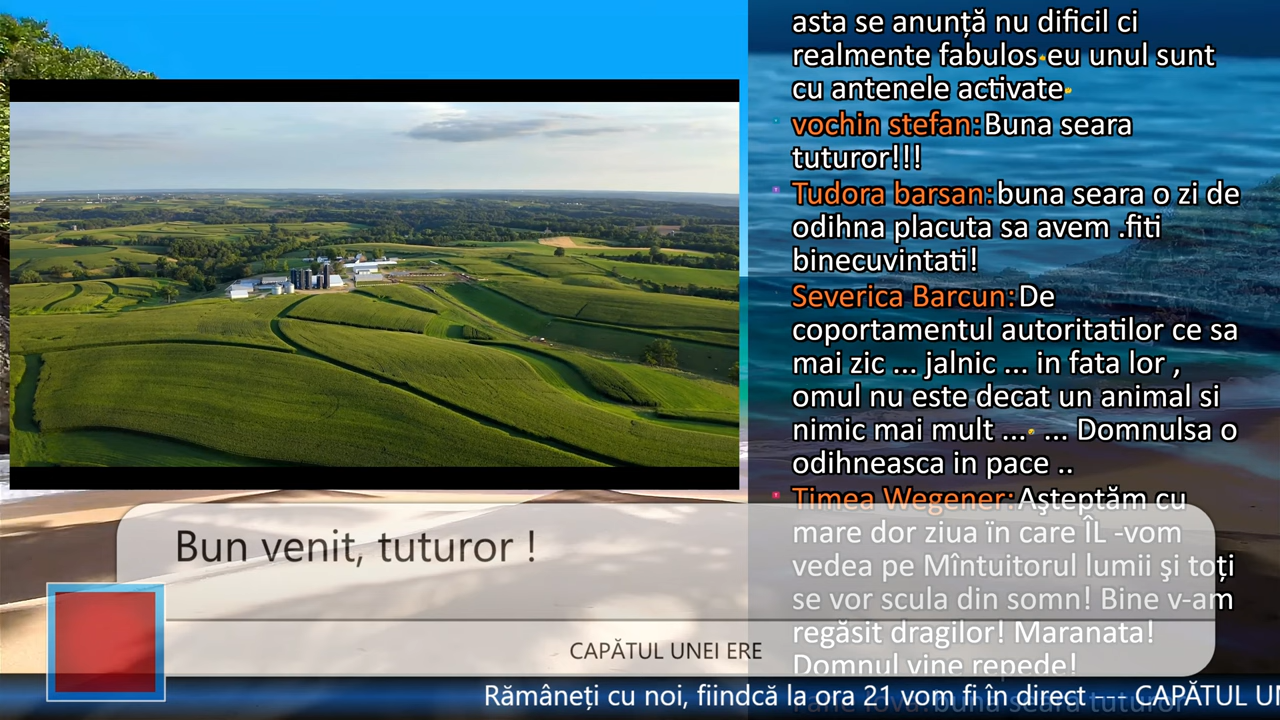 asta se anunță nu dificil ci
realmente fabulos eu unul sunt
cu antenele activate
vochin stefan: Buna seara
tuturor!!!
Tudora barsan: buna seara o zi de
odihna placuta sa avem .fiti
binecuvintati!
Severica Barcun: De
coportamentul autoritatilor ce sa
mai zic ... jalnic ... in fata lor ,
omul nu este decat un animal si
nimic mai mult ... ... Domnulsa o
odihneasca in pace ..
Timea Wegener: Aşteptăm cu
mare dor ziua ïn care ÎL -vom
vedea pe Mîntuitorul lumii şi toți
se vor scula din somn! Bine v-am
regăsit dragilor! Maranata!
Domnul vine repede!
Bun venit, tuturor !
CAPĂTUL UNEI ERE
Rămâneți cu noi, fiindcă la ora 21 vom fi în direct --- CAPĂTUL
buna seara tuturor